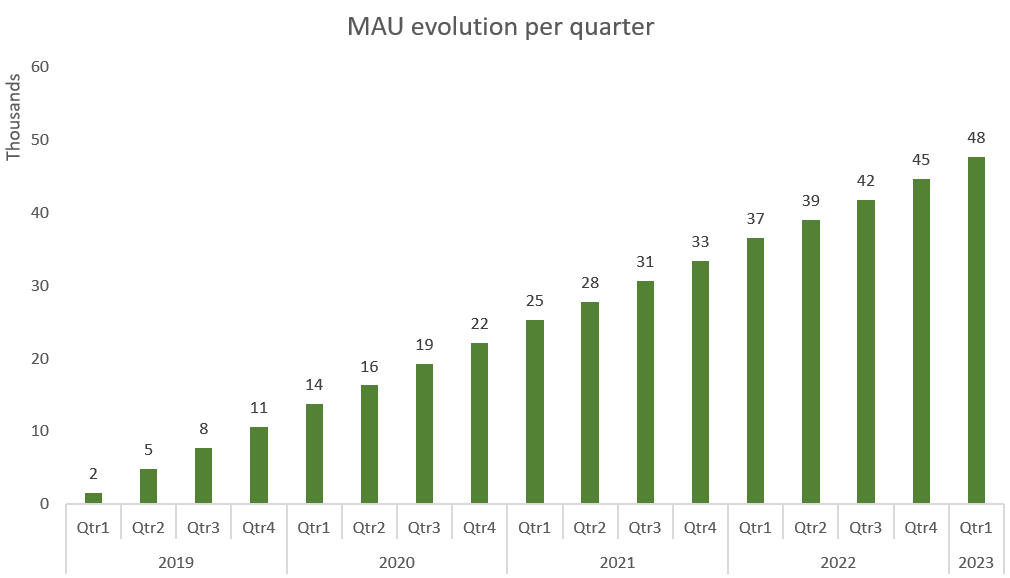 MAU evolution per quarter
Thousands
60
50
40
30
20
10
0
2 5 8 11 14 16 19 22 25 28 31 33 37 39 42 45 48
Qtr1 Qtr2 Qtr3 Qtr4 Qtr1 Qtr2 Qtr3 Qtr4 Qtr1 Qtr2 Qtr3 Qtr4 Qtr1 Qtr2 Qtr3 Qtr4 Qtr1
2019 2020 2021 2022 2023